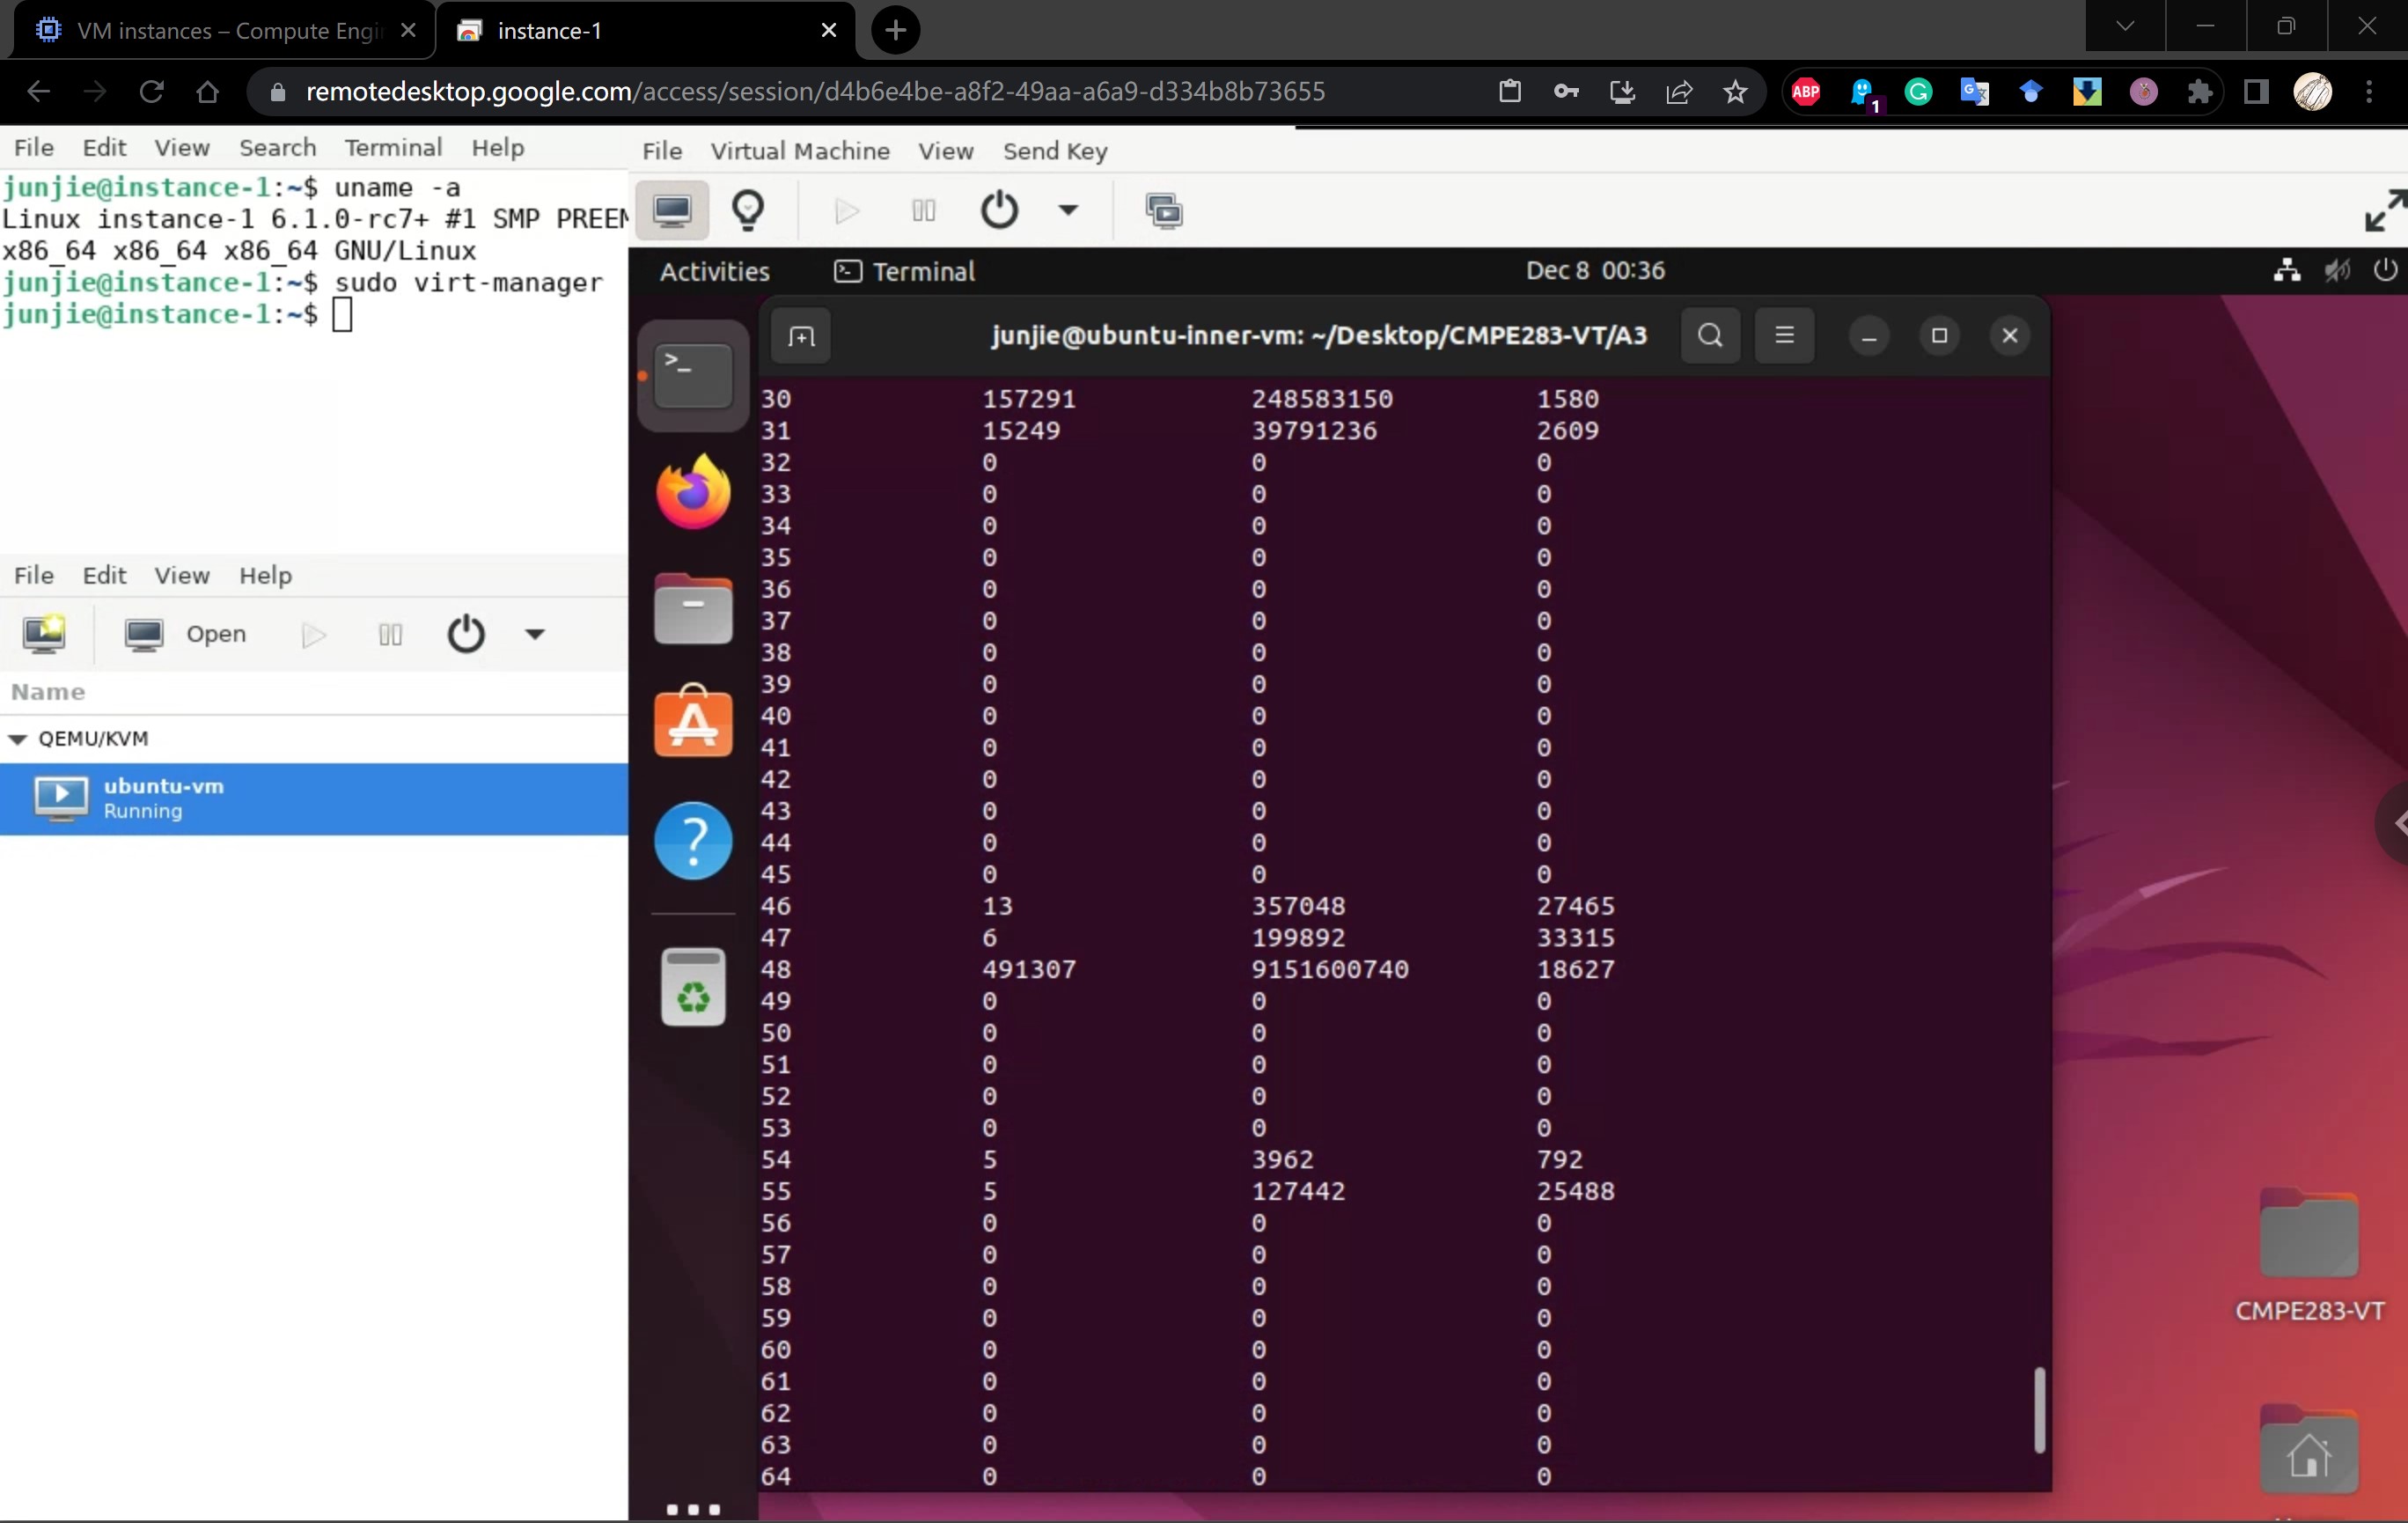 VM instances – Compute Engi
instance-1
remotedesktop.google.com/access/session/d4b6e4be-a8f2-49aa-a6a9-d334b8b73655
ABP
1
File Edit View Search Terminal Help
junjie@instance-1:~$ uname -a
Linux instance-1 6.1.0-rc7+ #1 SMP PREEM
x86_64 x86_64 x86_64 GNU/Linux
junjie@instance-1:~$ sudo virt-manager
junjie@instance-1:~$
File Edit View Help
Open
Name
QEMU/KVM
ubuntu-vm
Running
File Virtual Machine View Send Key
Activities Terminal Dec 8 00:36
junjie@ubuntu-inner-vm: ~/Desktop/CMPE283-VT/A3
30 157291 248583150 1580
31 15249 39791236 2609
32 0 0 0
33 0 0 0
34 0 0 0
35 0 0 0
36 0 0 0
37 0 0 0
38 0 0 0
39 0 0 0
40 0 0 0
41 0 0 0
42 0 0 0
43 0 0 0
44 0 0 0
45 0 0 0
46 13 357048 27465
47 6 199892 33315
48 491307 9151600740 18627
49 0 0 0
50 0 0 0
51 0 0 0
52 0 0 0
53 0 0 0
54 5 3962 792
55 5 127442 25488
56 0 0 0
57 0 0 0
58 0 0 0
59 0 0 0
60 0 0 0
61 0 0 0
62 0 0 0
63 0 0 0
64 0 0 0
CMPE283-VT